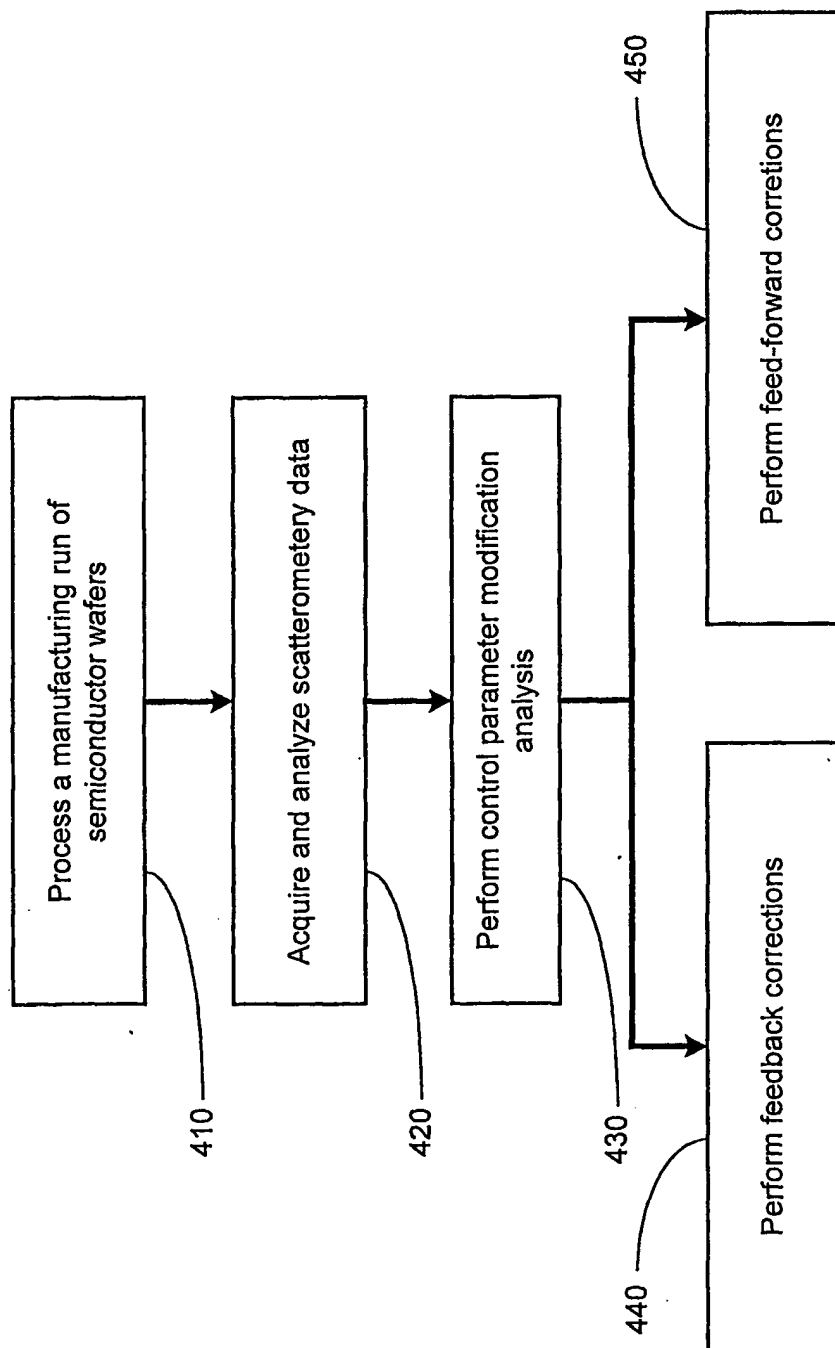 Process a manufacturing run of
semiconductor wafers
410
Acquire and analyze scatterometery data
420
Perform control parameter modification
analysis
430
Perform feedback corrections
440
Perform feed-forward corretions
450